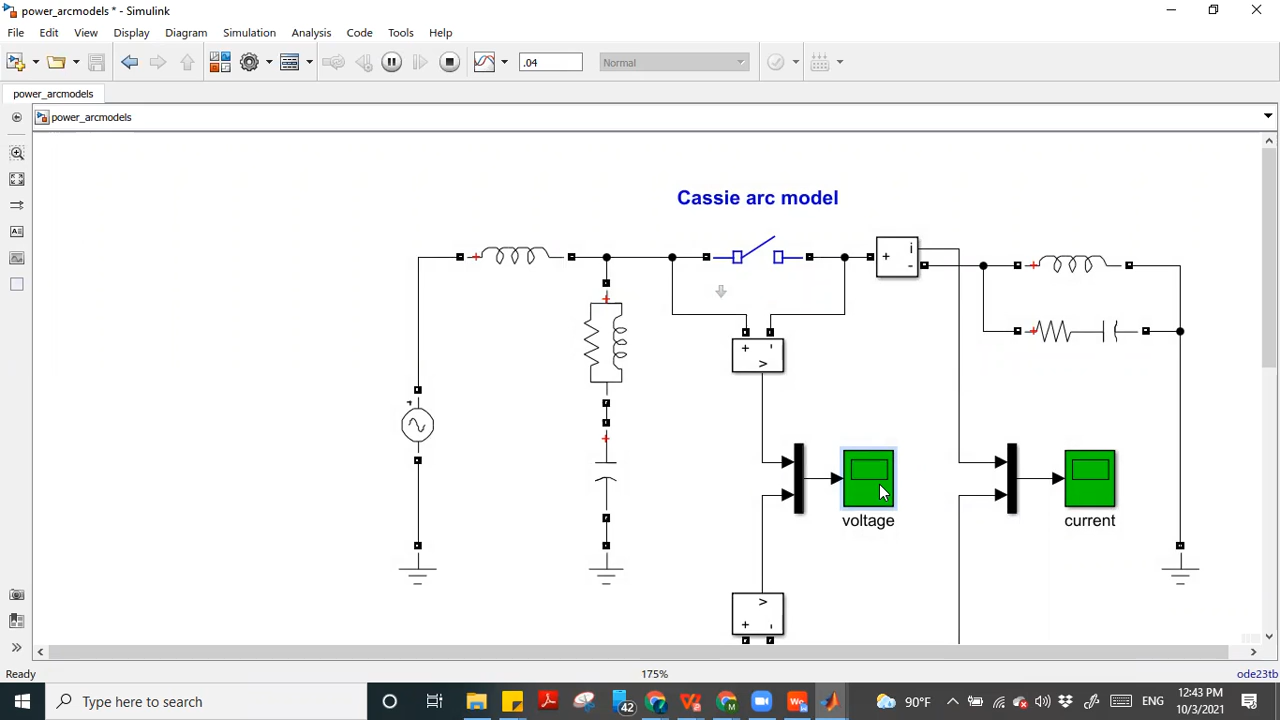 power_arcmodels * - Simulink
File Edit View Display Diagram Simulation Analysis Code Tools Help
.04 Normal
power_arcmodels
power_arcmodels
Cassie arc model
i
+
-
+ -
>
voltage
current
>
+ -
Ready 175% ode23tb
Type here to search
42
90°F
ENG
12:43 PM
10/3/2021